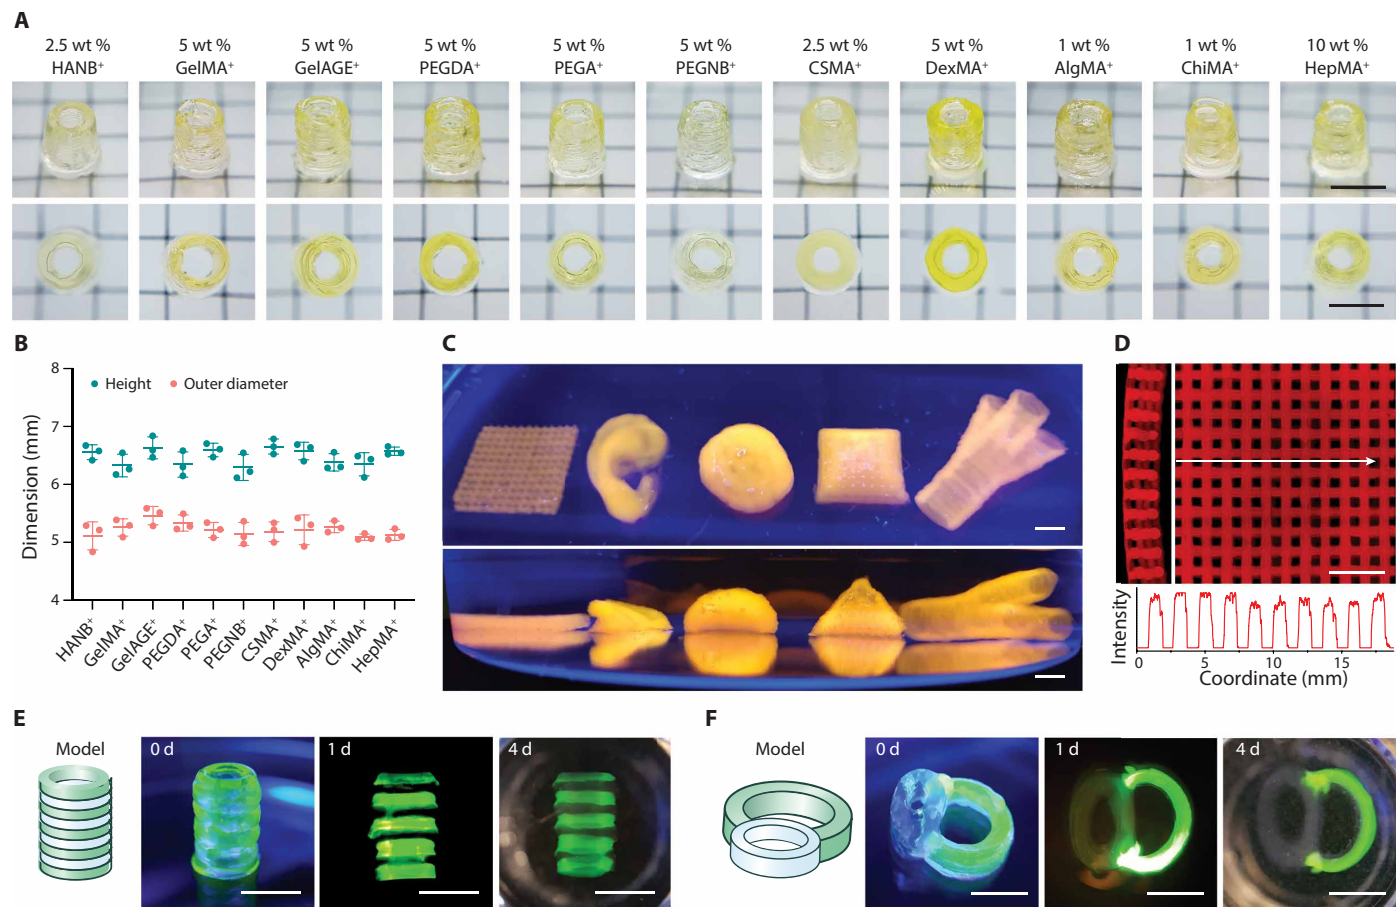 A
2.5 wt % 5 wt % 5 wt % 5 wt % 5 wt % 5 wt % 2.5 wt % 5 wt % 1 wt % 1 wt % 10 wt %
HANB⁺ GelMA⁺ GelAGE⁺ PEGDA⁺ PEGA⁺ PEGNB⁺ CSMA⁺ DexMA⁺ AlgMA⁺ ChiMA⁺ HepMA⁺
B
8
7
6
5
4
Dimension (mm)
Height Outer diameter
HANB⁺ GelMA⁺ GelAGE⁺ PEGDA⁺ PEGA⁺ PEGNB⁺ CSMA⁺ DexMA⁺ AlgMA⁺ ChiMA⁺ HepMA⁺
C
D
Intensity
0 5 10 15
Coordinate (mm)
E
Model
0 d
1 d
4 d
F
Model
0 d
1 d
4 d